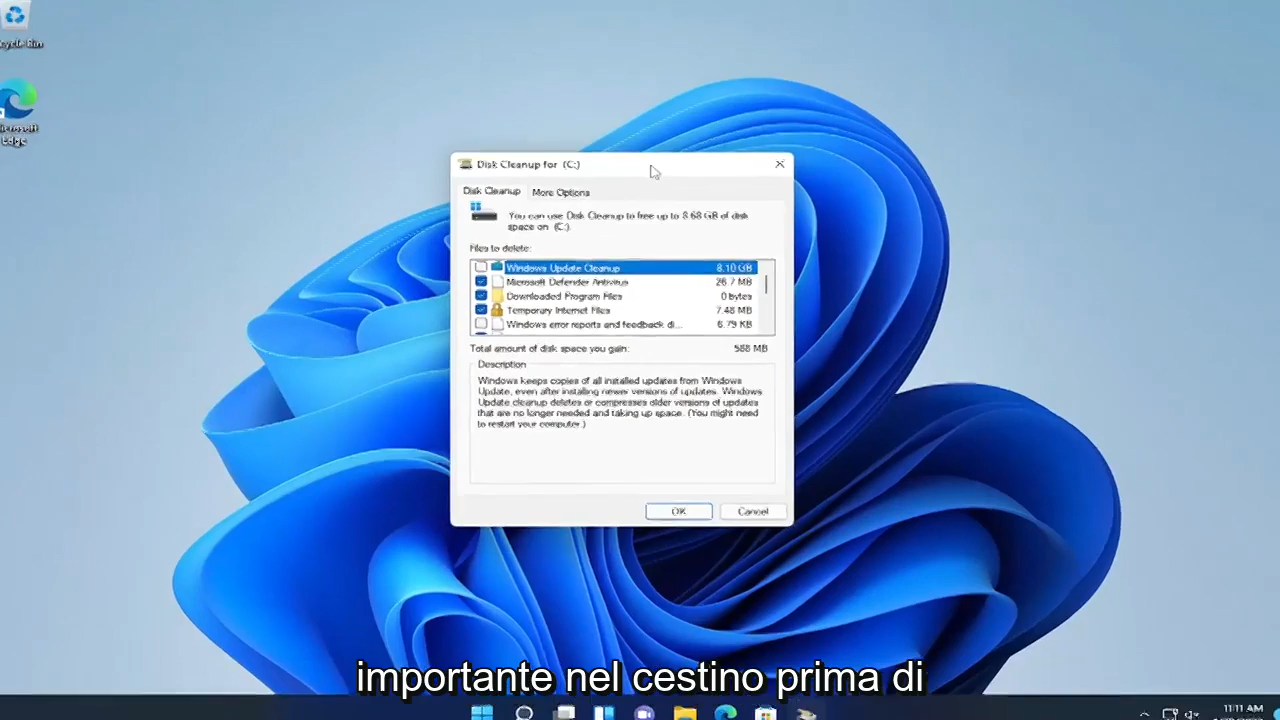 cycle Bin
Microsoft
Edge
Disk Cleanup for (C:)
Disk Cleanup
More Options
You can use Disk Cleanup to free up to 8.68 GB of disk
space on (C:).
Files to delete:
Windows Update Cleanup 8.10 GB
Microsoft Defender Antivirus 26.7 MB
Downloaded Program Files 0 bytes
Temporary Internet Files 7.48 MB
Windows error reports and feedback di... 6.79 KB
Total amount of disk space you gain: 588 MB
Description
Windows keeps copies of all installed updates from Windows
Update, even after installing newer versions of updates. Windows
Update cleanup deletes or compresses older versions of updates
that are no longer needed and taking up space. (You might need
to restart your computer.)
OK
Cancel
importante nel cestino prima di
11:11 AM